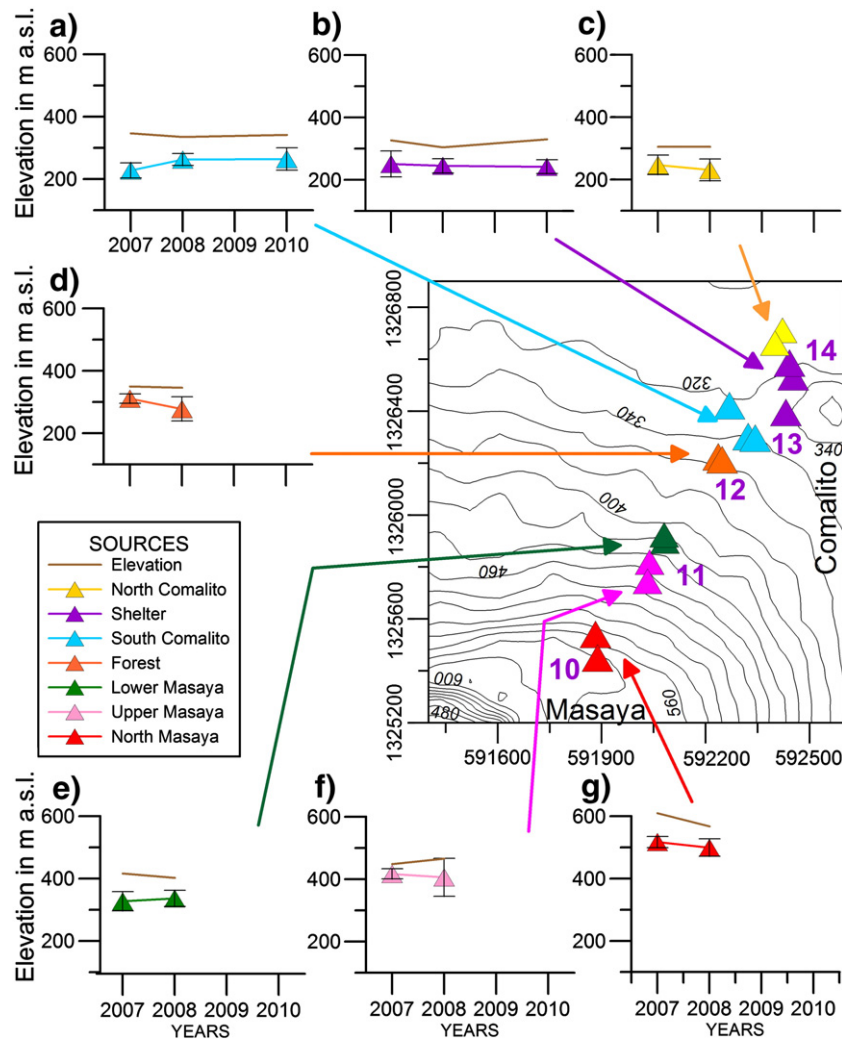 a)
b)
c)
Elevation in m a.s.l.
600
400
200
600
400
200
600
400
200
2007 2008 2009 2010
d)
Elevation in m a.s.l.
600
400
200
1326800
1326400
1326000
1325600
1325200
320
340
340
400
460
560
600
480
14
13
12
11
10
Comalito
Masaya
591600 591900 592200 592500
SOURCES
Elevation
North Comalito
Shelter
South Comalito
Forest
Lower Masaya
Upper Masaya
North Masaya
e)
f)
g)
Elevation in m a.s.l.
600
400
200
600
400
200
600
400
200
2007 2008 2009 2010
YEARS
2007 2008 2009 2010
YEARS
2007 2008 2009 2010
YEARS